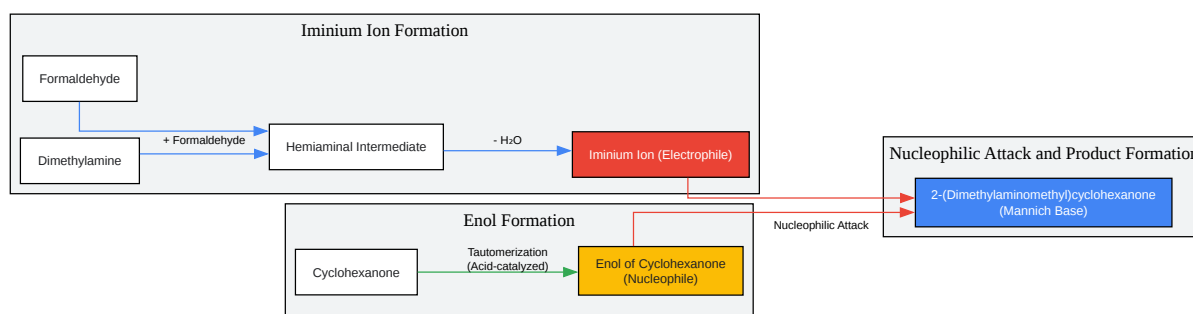 Iminium Ion Formation
Formaldehyde
+ Formaldehyde
Dimethylamine
Hemiaminal Intermediate
- H₂O
Iminium Ion (Electrophile)
Nucleophilic Attack and Product Formation
2-(Dimethylaminomethyl)cyclohexanone
(Mannich Base)
Nucleophilic Attack
Enol Formation
Cyclohexanone
Tautomerization
(Acid-catalyzed)
Enol of Cyclohexanone
(Nucleophile)